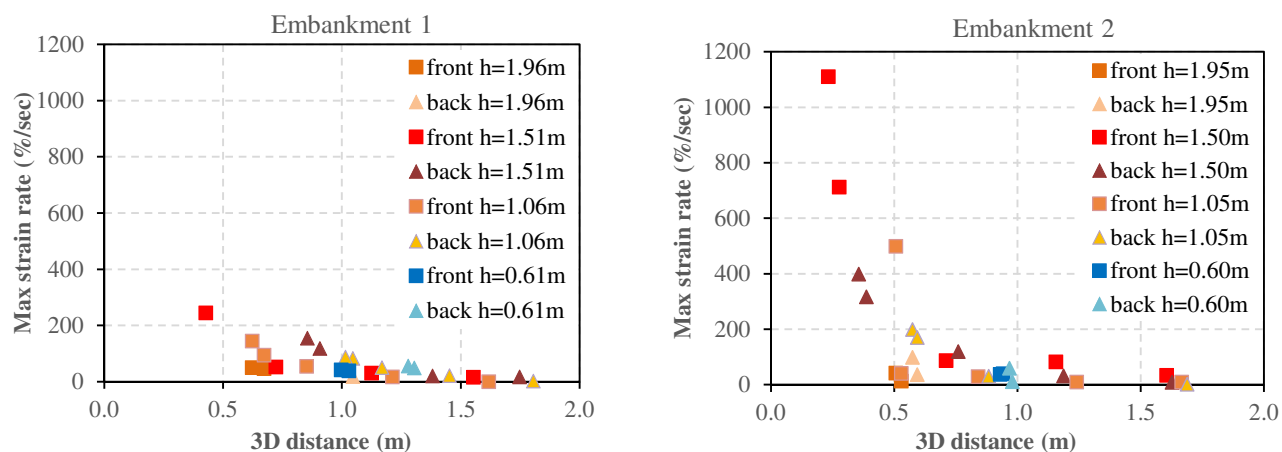 Embankment 1
Max strain rate (%/sec)
1200
1000
800
600
400
200
0
0.0 0.5 1.0 1.5 2.0
3D distance (m)
front h=1.96m
back h=1.96m
front h=1.51m
back h=1.51m
front h=1.06m
back h=1.06m
front h=0.61m
back h=0.61m
Embankment 2
Max strain rate (%/sec)
1200
1000
800
600
400
200
0
0.0 0.5 1.0 1.5 2.0
3D distance (m)
front h=1.95m
back h=1.95m
front h=1.50m
back h=1.50m
front h=1.05m
back h=1.05m
front h=0.60m
back h=0.60m